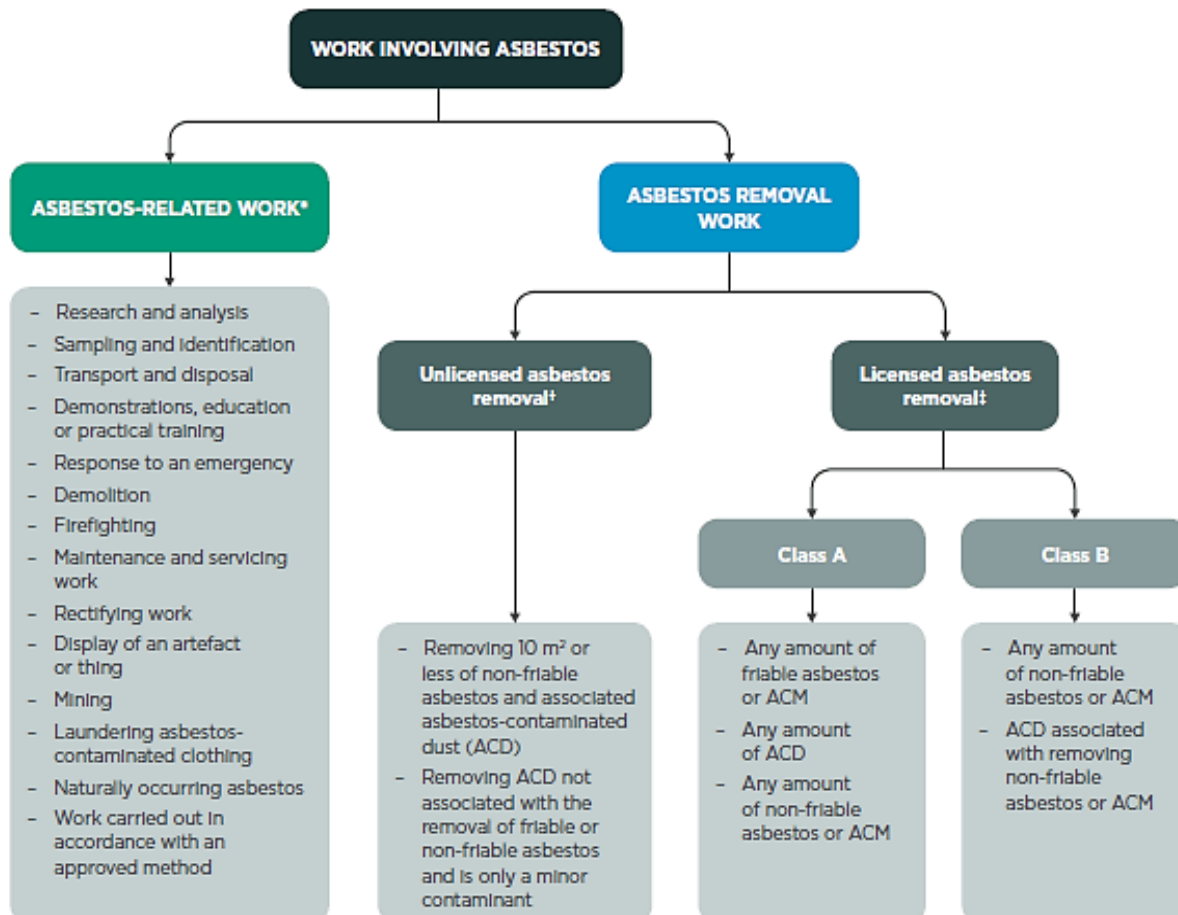 WORK INVOLVING ASBESTOS
ASBESTOS-RELATED WORK*
ASBESTOS REMOVAL
WORK
– Research and analysis
– Sampling and identification
– Transport and disposal
– Demonstrations, education
or practical training
– Response to an emergency
– Demolition
– Firefighting
– Maintenance and servicing
work
– Rectifying work
– Display of an artefact
or thing
– Mining
– Laundering asbestos-
contaminated clothing
– Naturally occurring asbestos
– Work carried out in
accordance with an
approved method
Unlicensed asbestos
removal†
Licensed asbestos
removal‡
– Removing 10 m² or
less of non-friable
asbestos and associated
asbestos-contaminated
dust (ACD)
– Removing ACD not
associated with the
removal of friable or
non-friable asbestos
and is only a minor
contaminant
Class A
– Any amount of
friable asbestos
or ACM
– Any amount
of ACD
– Any amount
of non-friable
asbestos or ACM
Class B
– Any amount
of non-friable
asbestos or ACM
– ACD associated
with removing
non-friable
asbestos or ACM